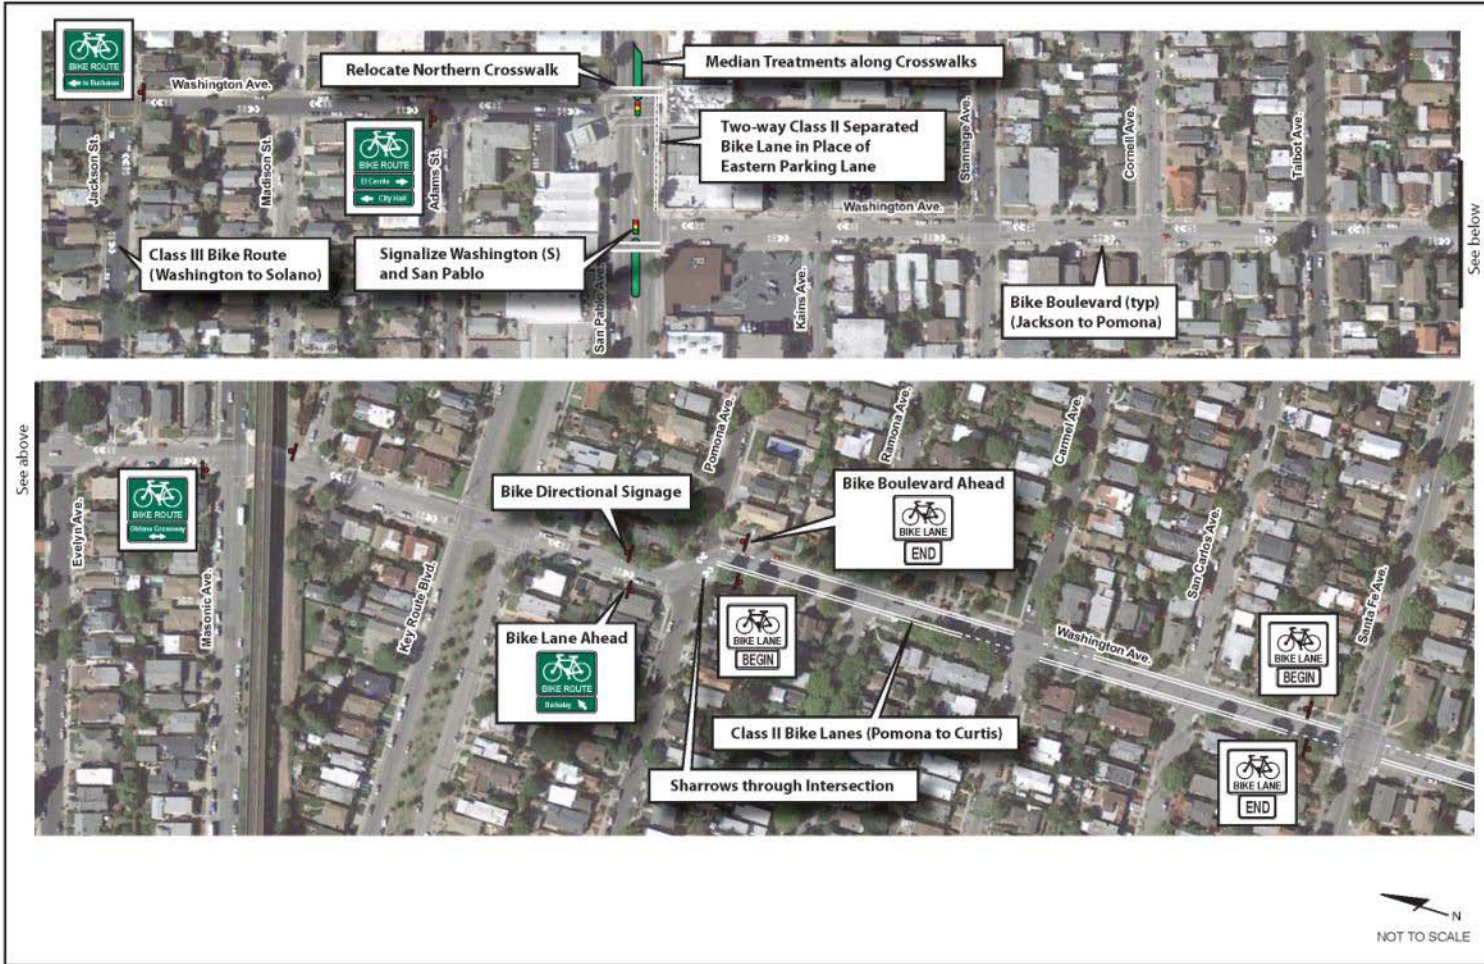 BIKE ROUTE
to Buchanan
Washington Ave.
Relocate Northern Crosswalk
Median Treatments along Crosswalks
BIKE ROUTE
El Cerrito
City Hall
Two-way Class II Separated
Bike Lane in Place of
Eastern Parking Lane
Jackson St.
Madison St.
Adams St.
Stannage Ave.
Cornell Ave.
Talbot Ave.
Washington Ave.
Class III Bike Route
(Washington to Solano)
Signalize Washington (S)
and San Pablo
San Pablo Ave.
Kains Ave.
Bike Boulevard (typ)
(Jackson to Pomona)
See below
See above
Evelyn Ave.
BIKE ROUTE
Ohlone Greenway
Masonic Ave.
Key Route Blvd.
Bike Directional Signage
Pomona Ave.
Ramona Ave.
Carmel Ave.
San Carlos Ave.
Santa Fe Ave.
Bike Boulevard Ahead
BIKE LANE
END
Bike Lane Ahead
BIKE ROUTE
Berkeley
BIKE LANE
BEGIN
Washington Ave.
BIKE LANE
BEGIN
Class II Bike Lanes (Pomona to Curtis)
Sharrows through Intersection
BIKE LANE
END
N
NOT TO SCALE